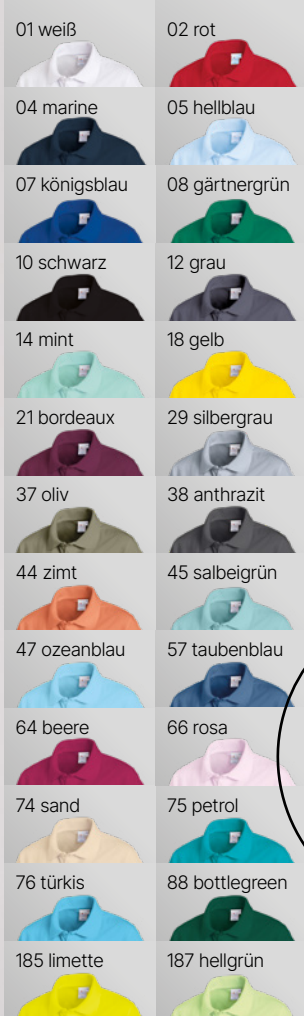 01 weiß
02 rot
04 marine
05 hellblau
07 königsblau
08 gärtnergrün
10 schwarz
12 grau
14 mint
18 gelb
21 bordeaux
29 silbergrau
37 oliv
38 anthrazit
44 zimt
45 salbeigrün
47 ozeanblau
57 taubenblau
64 beere
66 rosa
74 sand
75 petrol
76 türkis
88 bottlegreen
185 limette
187 hellgrün